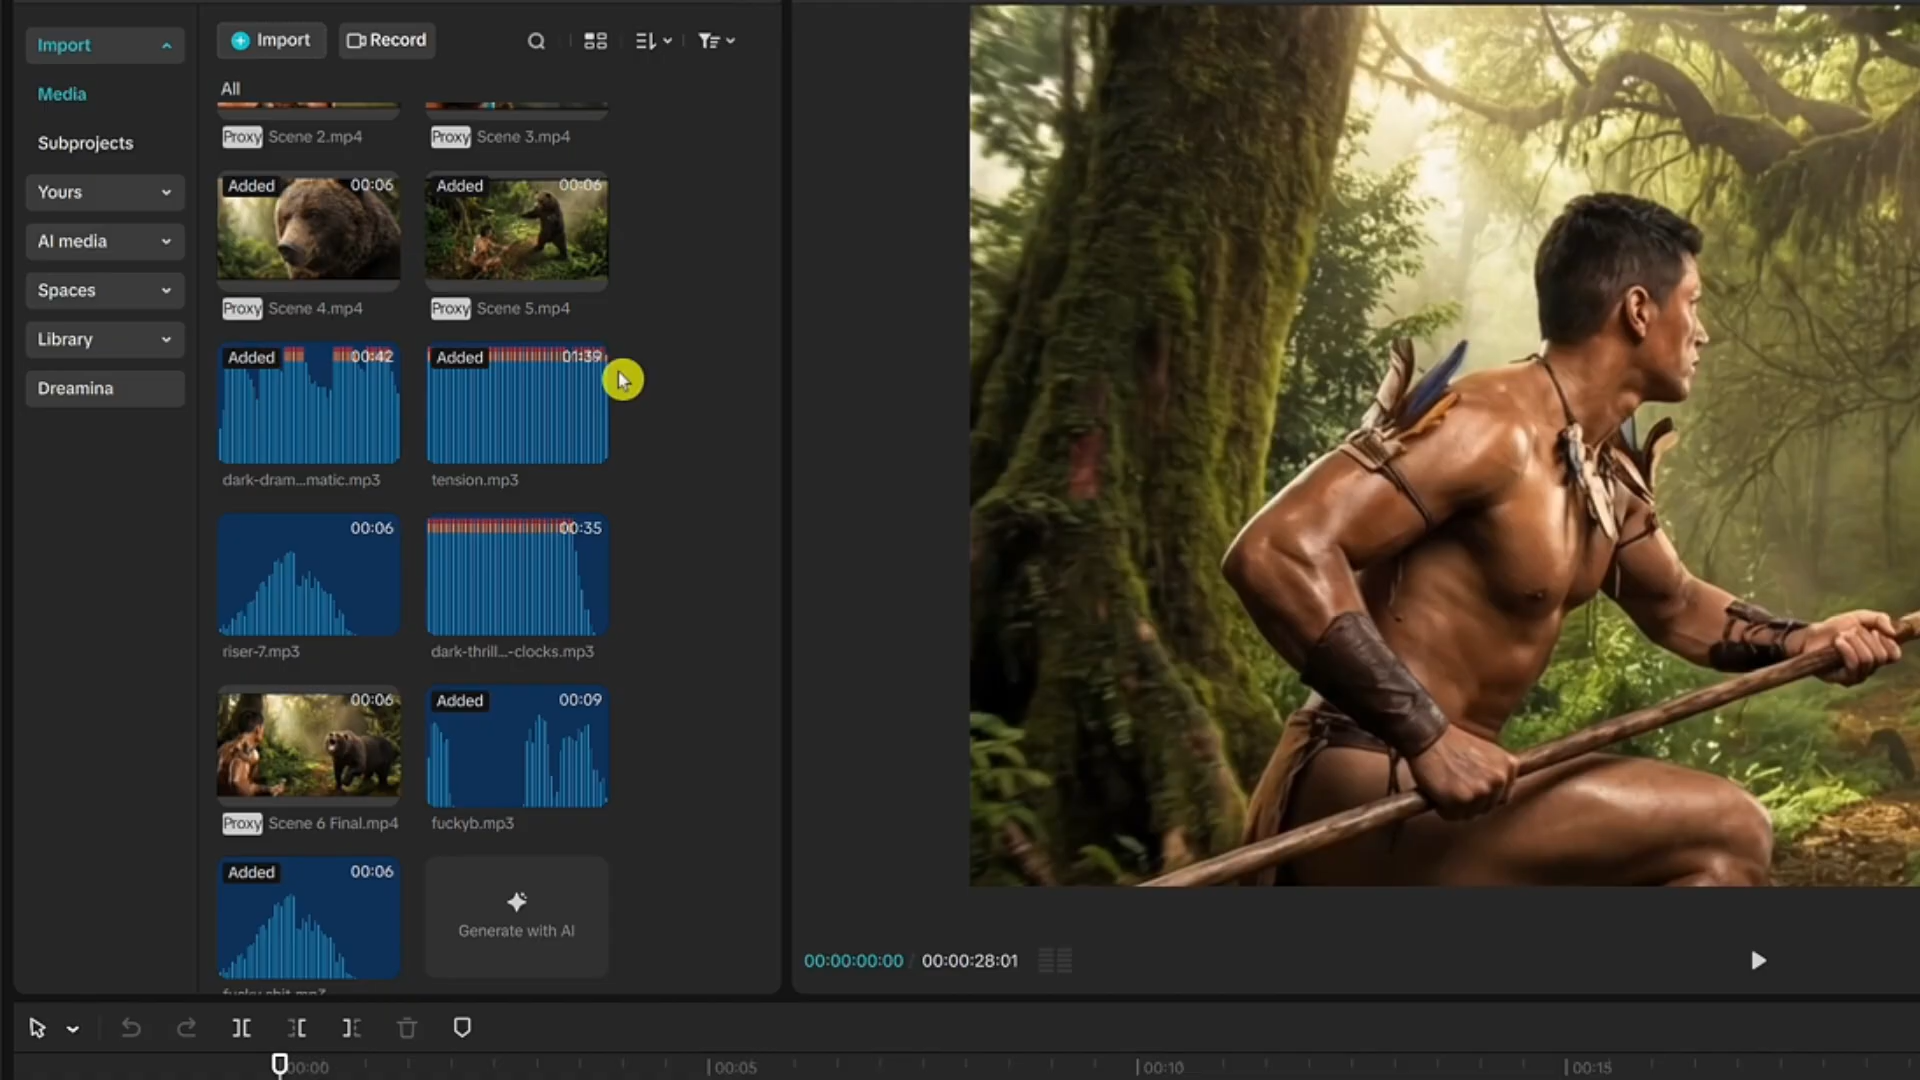 Import
Media
Subprojects
Yours
AI media
Spaces
Library
Dreamina
Import
Record
All
Proxy Scene 2.mp4
Proxy Scene 3.mp4
Added 00:06
Proxy Scene 4.mp4
Added 00:06
Proxy Scene 5.mp4
Added 00:42
dark-dram...matic.mp3
Added 01:39
tension.mp3
00:06
riser-7.mp3
00:35
dark-thrill...-clocks.mp3
00:06
Proxy Scene 6 Final.mp4
Added 00:09
fuckyb.mp3
Added 00:06
Generate with AI
00:00:00:00 / 00:00:28:01
00:00 00:05 00:10 00:15